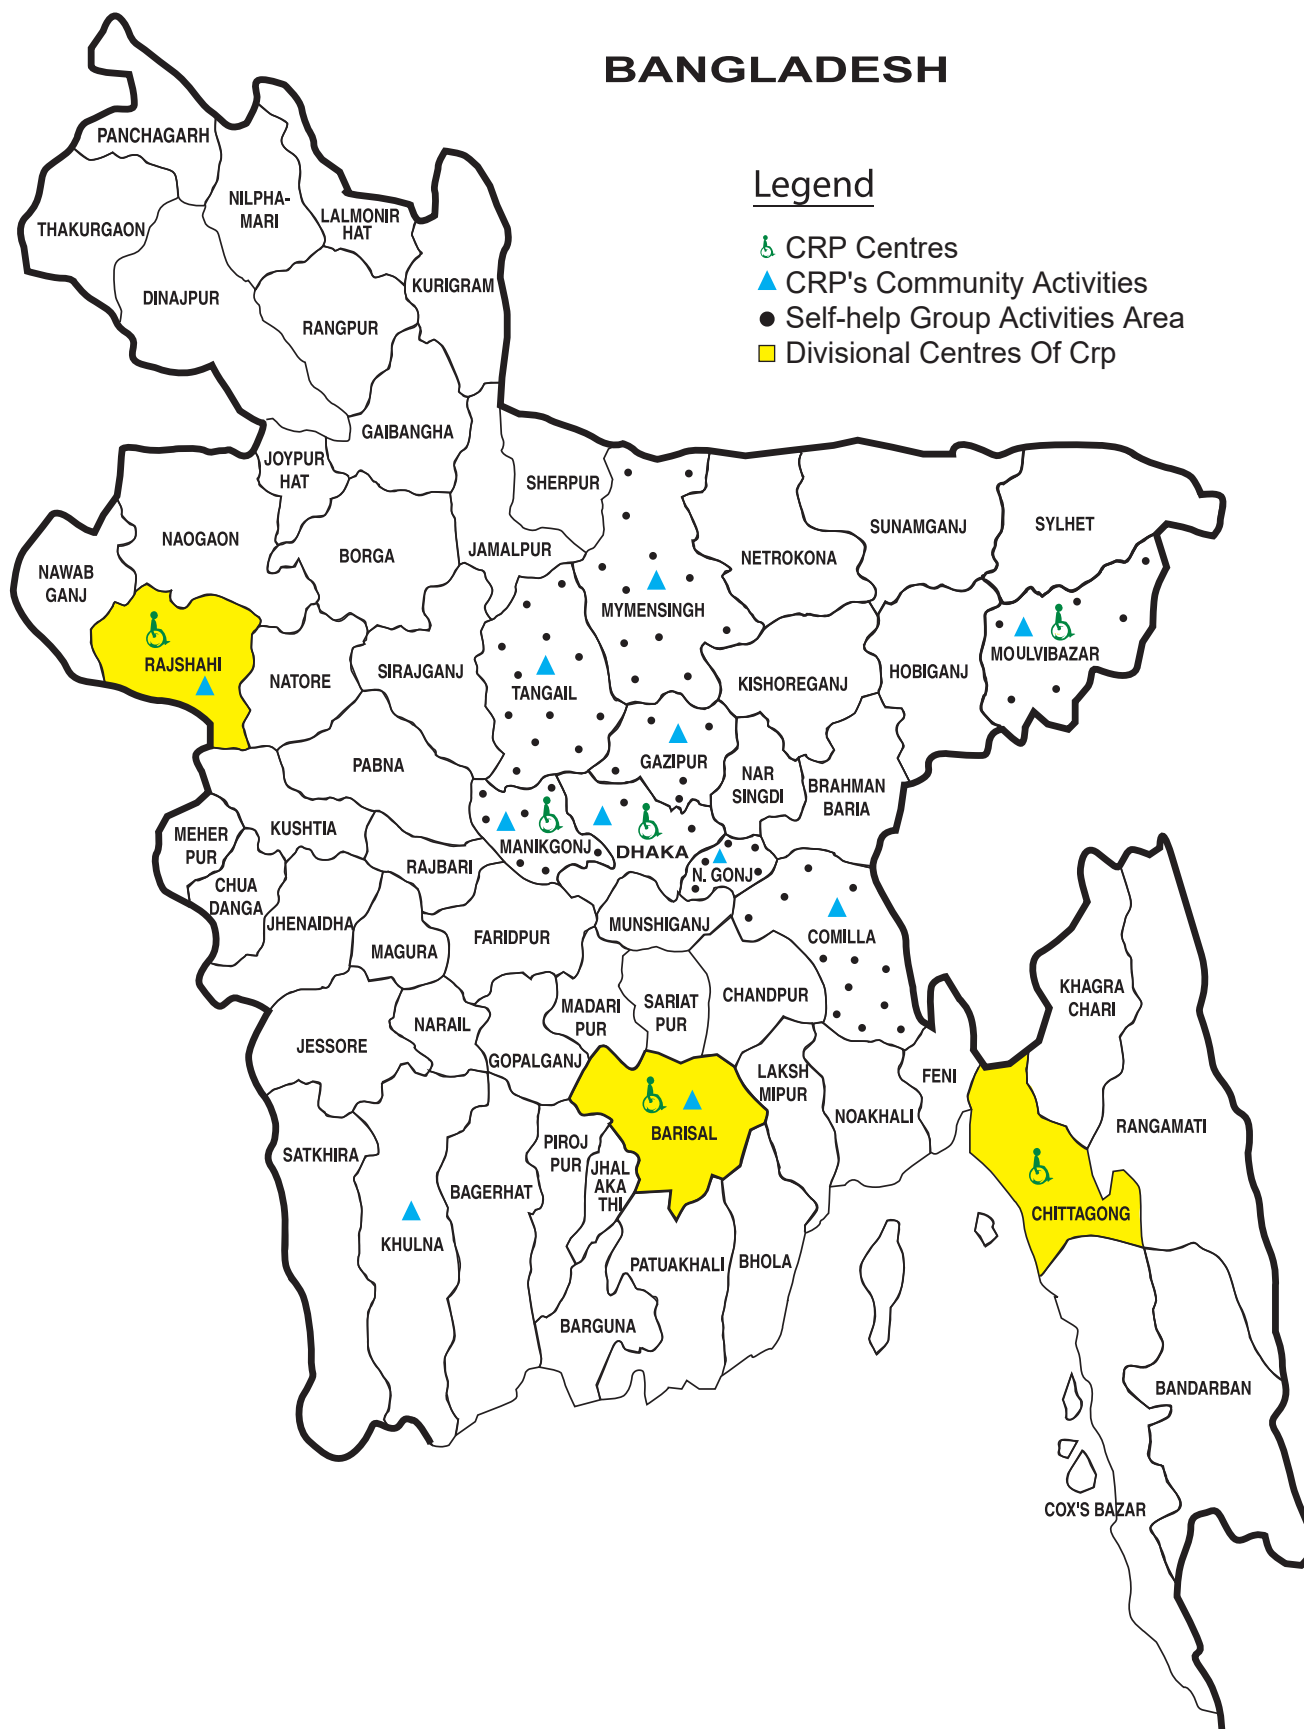 BANGLADESH
Legend
CRP Centres
CRP's Community Activities
Self-help Group Activities Area
Divisional Centres Of Crp
PANCHAGARH
THAKURGAON
NILPHA-
MARI
LALMONIR
HAT
DINAJPUR
KURIGRAM
RANGPUR
GAIBANGHA
JOYPUR
HAT
SHERPUR
NAOGAON
BORGA
JAMALPUR
NETROKONA
SUNAMGANJ
SYLHET
NAWAB
GANJ
MYMENSINGH
RAJSHAHI
NATORE
SIRAJGANJ
TANGAIL
KISHOREGANJ
HOBIGANJ
MOULVIBAZAR
PABNA
GAZIPUR
NAR
SINGDI
BRAHMAN
BARIA
MEHER
PUR
KUSHTIA
RAJBARI
MANIKGONJ
DHAKA
N. GONJ
CHUA
DANGA
JHENAIDHA
MAGURA
FARIDPUR
MUNSHIGANJ
COMILLA
MADARI
PUR
SARIAT
PUR
CHANDPUR
KHAGRA
CHARI
JESSORE
NARAIL
GOPALGANJ
LAKSH
MIPUR
NOAKHALI
FENI
RANGAMATI
SATKHIRA
KHULNA
BAGERHAT
PIROJ
PUR
JHAL
AKA
THI
BARISAL
CHITTAGONG
PATUAKHALI
BHOLA
BARGUNA
BANDARBAN
COX'S BAZAR